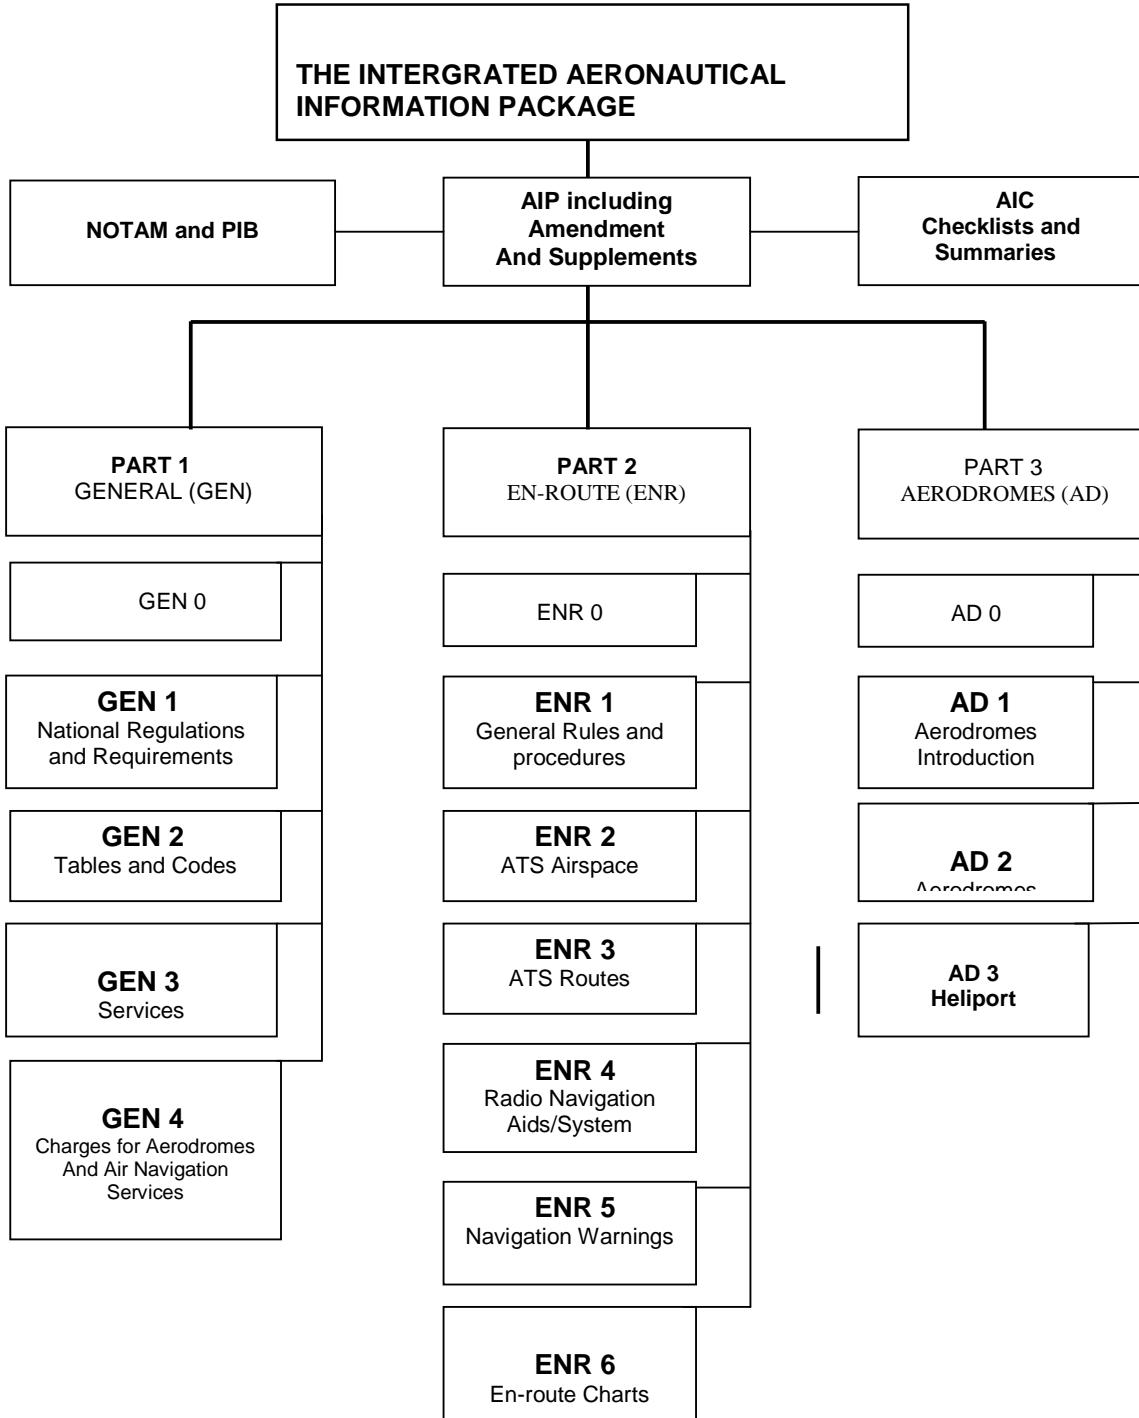 THE INTERGRATED AERONAUTICAL
INFORMATION PACKAGE
NOTAM and PIB
AIP including
Amendment
And Supplements
AIC
Checklists and
Summaries
PART 1
GENERAL (GEN)
GEN 0
GEN 1
National Regulations
and Requirements
GEN 2
Tables and Codes
GEN 3
Services
GEN 4
Charges for Aerodromes
And Air Navigation
Services
PART 2
EN-ROUTE (ENR)
ENR 0
ENR 1
General Rules and
procedures
ENR 2
ATS Airspace
ENR 3
ATS Routes
ENR 4
Radio Navigation
Aids/System
ENR 5
Navigation Warnings
ENR 6
En-route Charts
PART 3
AERODROMES (AD)
AD 0
AD 1
Aerodromes
Introduction
AD 2
Aerodromes
AD 3
Heliport